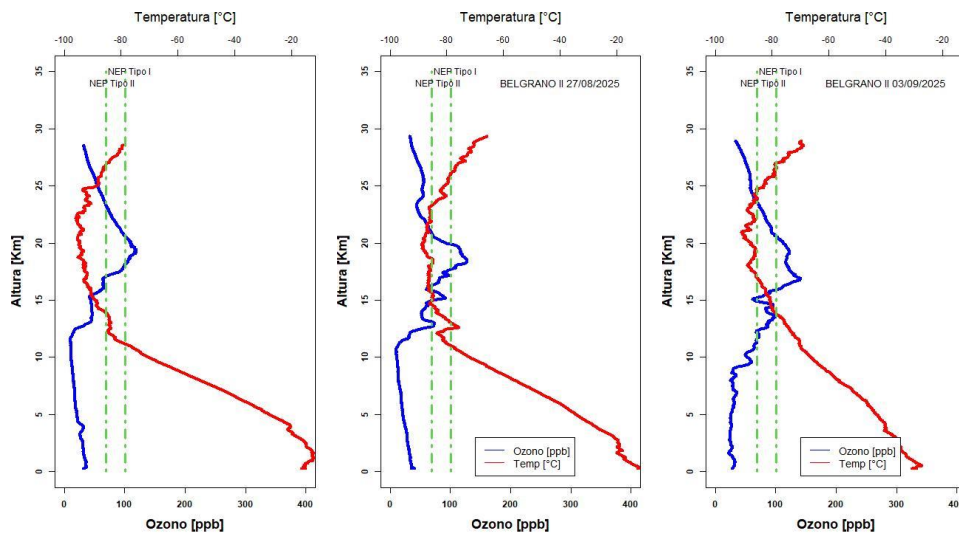 Temperatura [°C]
-100 -80 -60 -40 -20
Altura [Km]
35
30
25
20
15
10
5
0
NEP Tipo I
NEP Tipo II
0 100 200 300 400
Ozono [ppb]
Temperatura [°C]
-100 -80 -60 -40 -20
Altura [Km]
35
30
25
20
15
10
5
0
NEP Tipo I
NEP Tipo II
BELGRANO II 27/08/2025
Ozono [ppb]
Temp [°C]
0 100 200 300 400
Ozono [ppb]
Temperatura [°C]
-100 -80 -60 -40 -20
Altura [Km]
35
30
25
20
15
10
5
0
NEP Tipo I
NEP Tipo II
BELGRANO II 03/09/2025
Ozono [ppb]
Temp [°C]
0 100 200 300
Ozono [ppb]